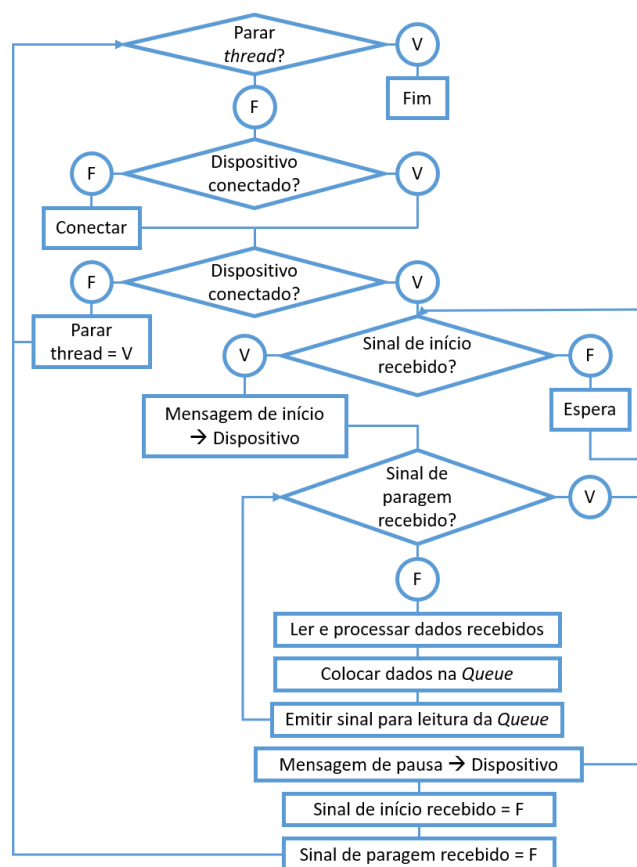 Parar
thread?
V
Fim
F
Dispositivo
conectado?
F
V
Conectar
Dispositivo
conectado?
F
V
Parar
thread = V
Sinal de início
recebido?
V
F
Mensagem de início
→ Dispositivo
Espera
Sinal de
paragem
recebido?
V
F
Ler e processar dados recebidos
Colocar dados na Queue
Emitir sinal para leitura da Queue
Mensagem de pausa → Dispositivo
Sinal de início recebido = F
Sinal de paragem recebido = F